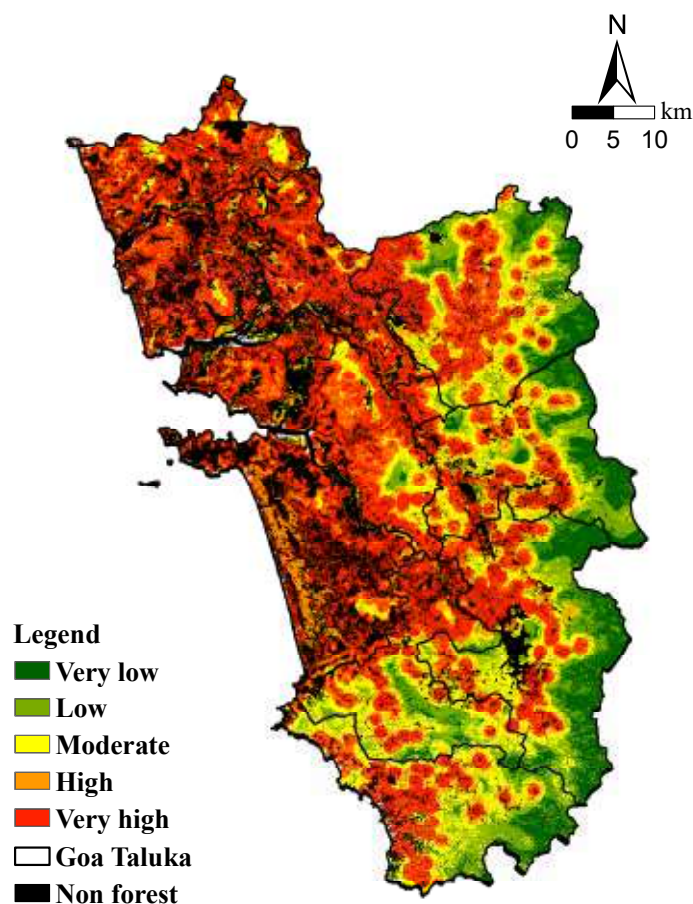 N
km
0 5 10
Legend
Very low
Low
Moderate
High
Very high
Goa Taluka
Non forest